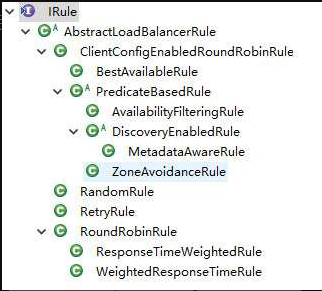 IRule
AbstractLoadBalancerRule
ClientConfigEnabledRoundRobinRule
BestAvailableRule
PredicateBasedRule
AvailabilityFilteringRule
DiscoveryEnabledRule
MetadataAwareRule
ZoneAvoidanceRule
RandomRule
RetryRule
RoundRobinRule
ResponseTimeWeightedRule
WeightedResponseTimeRule